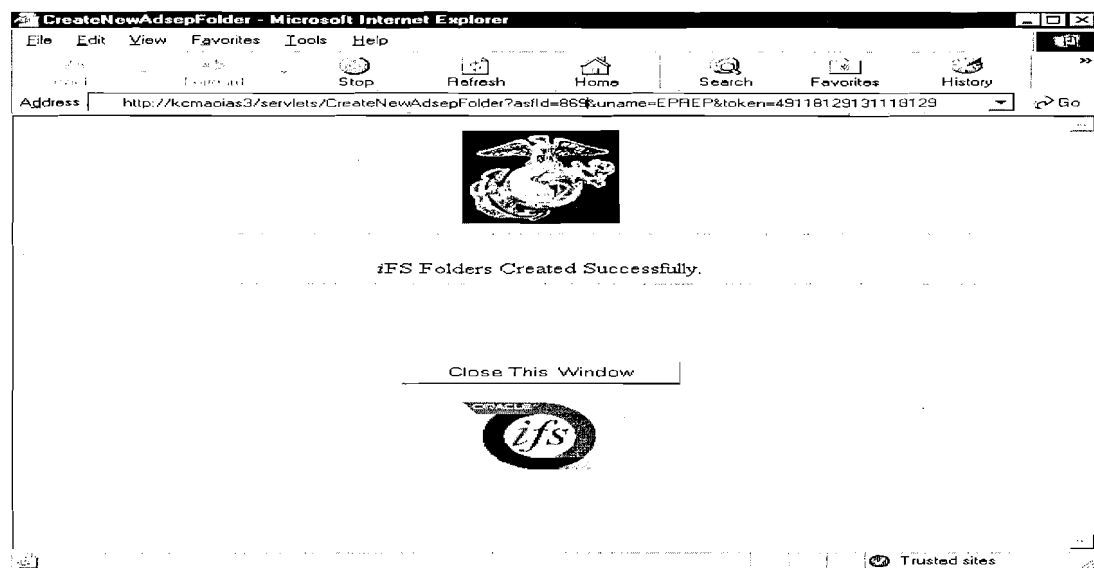 CreateNewAdsepFolder - Microsoft Internet Explorer
File Edit View Favorites Tools Help
Stop Refresh Home Search Favorites History
Address http://kcmaoias3/servlets/CreateNewAdsepFolder?asfId=869&uname=EPREP&token=49118129131118129 Go
iFS Folders Created Successfully.
Close This Window
ORACLE
ifs
Trusted sites